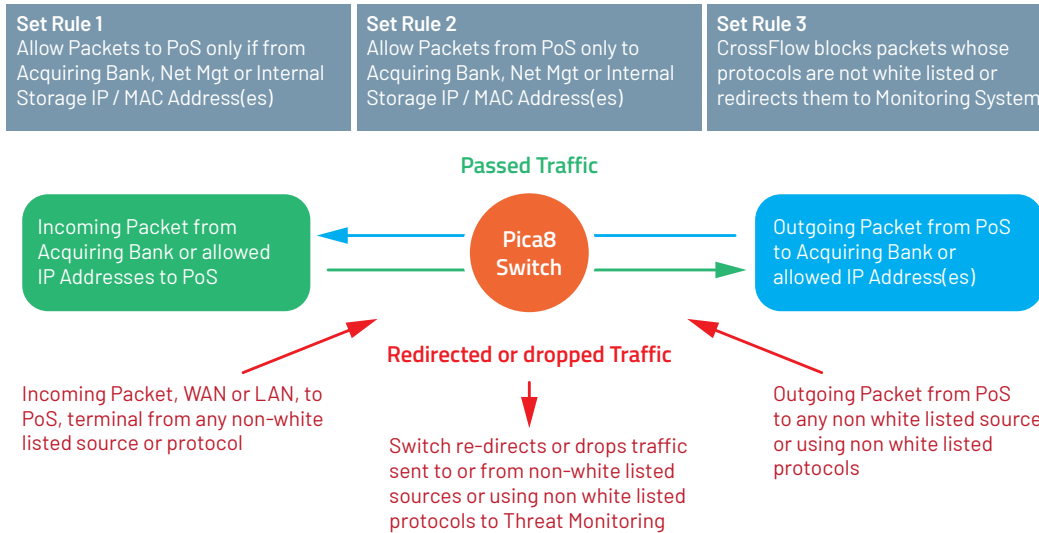 Set Rule 1
Allow Packets to PoS only if from
Acquiring Bank, Net Mgt or Internal
Storage IP / MAC Address(es)
Set Rule 2
Allow Packets from PoS only to
Acquiring Bank, Net Mgt or Internal
Storage IP / MAC Address(es)
Set Rule 3
CrossFlow blocks packets whose
protocols are not white listed or
redirects them to Monitoring System
Passed Traffic
Incoming Packet from
Acquiring Bank or allowed
IP Addresses to PoS
Pica8
Switch
Outgoing Packet from PoS
to Acquiring Bank or
allowed IP Address(es)
Redirected or dropped Traffic
Incoming Packet, WAN or LAN, to
PoS, terminal from any non-white
listed source or protocol
Switch re-directs or drops traffic
sent to or from non-white listed
sources or using non white listed
protocols to Threat Monitoring
Outgoing Packet from PoS
to any non white listed source
or using non white listed
protocols